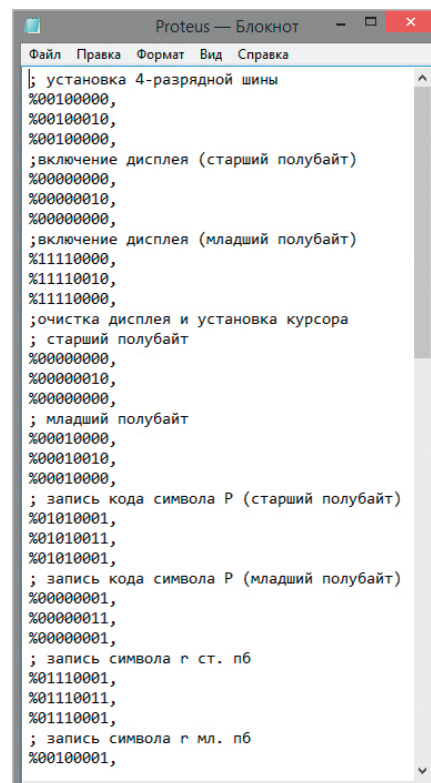 Proteus — Блокнот
Файл Правка Формат Вид Справка
; установка 4-разрядной шины
%00100000,
%00100010,
%00100000,
;включение дисплея (старший полубайт)
%00000000,
%00000010,
%00000000,
;включение дисплея (младший полубайт)
%11110000,
%11110010,
%11110000,
;очистка дисплея и установка курсора
; старший полубайт
%00000000,
%00000010,
%00000000,
; младший полубайт
%00010000,
%00010010,
%00010000,
; запись кода символа P (старший полубайт)
%01010001,
%01010011,
%01010001,
; запись кода символа P (младший полубайт)
%00000001,
%00000011,
%00000001,
; запись символа r ст. пб
%01110001,
%01110011,
%01110001,
; запись символа r мл. пб
%00100001,